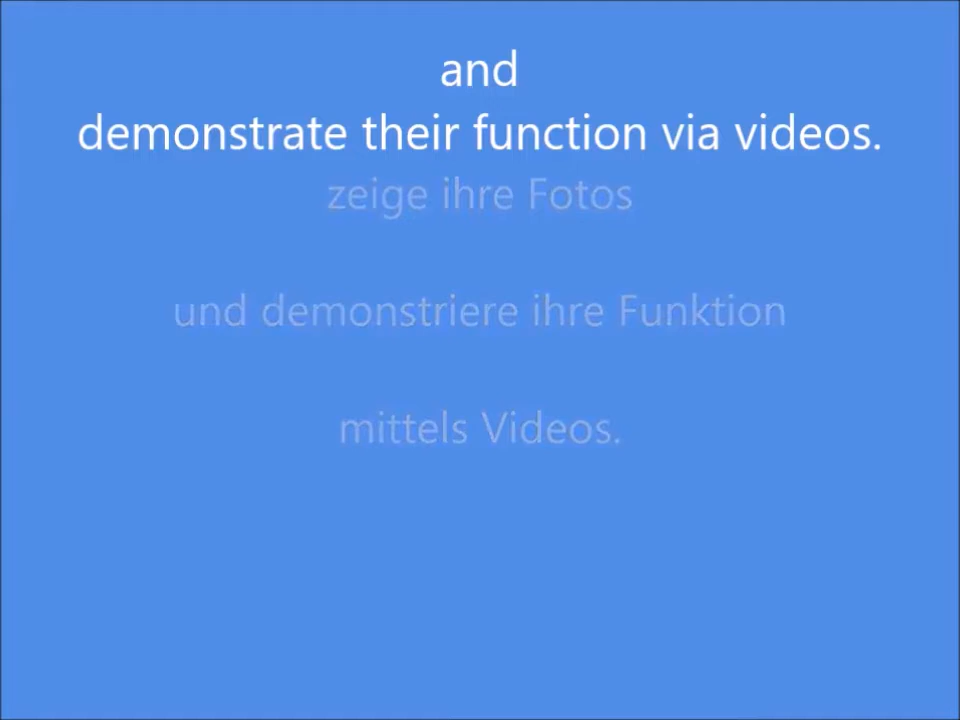 and
demonstrate their function via videos.
zeige ihre Fotos
und demonstriere ihre Funktion
mittels Videos.